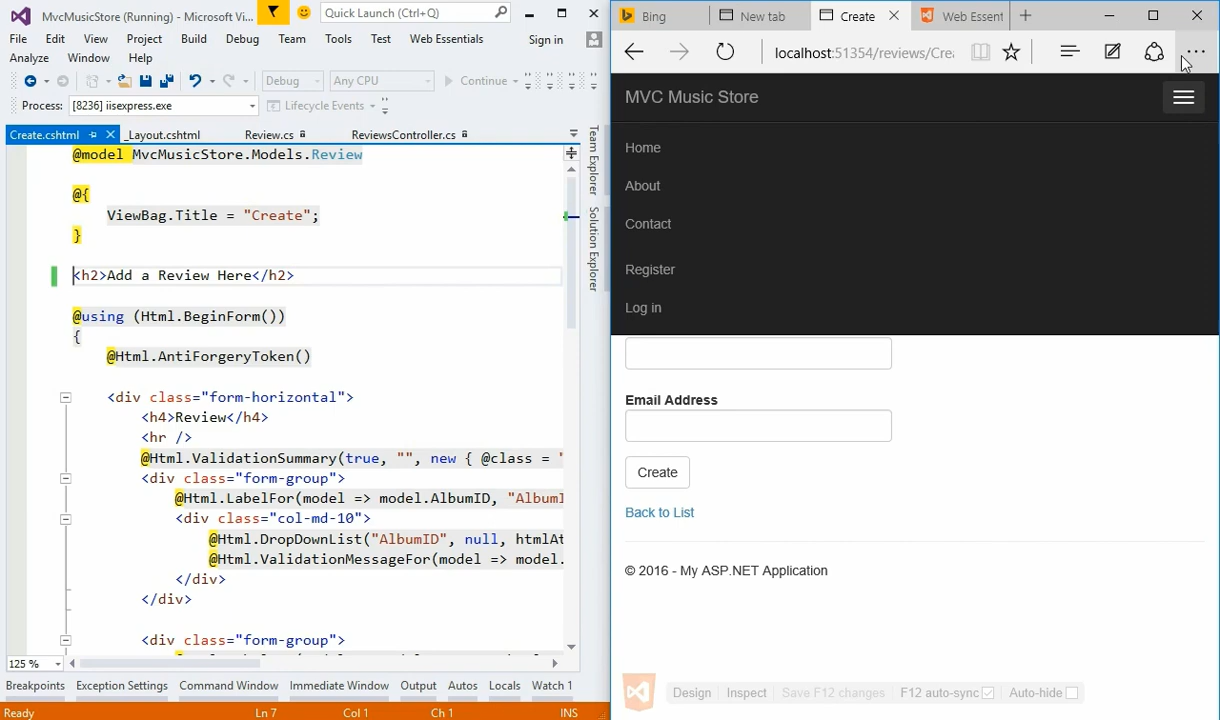 MvcMusicStore (Running) - Microsoft Vi...
Quick Launch (Ctrl+Q)
File Edit View Project Build Debug Team Tools Test Web Essentials Sign in
Analyze Window Help
Debug Any CPU Continue
Process: [8236] iisexpress.exe Lifecycle Events
Create.cshtml _Layout.cshtml Review.cs ReviewsController.cs
@model MvcMusicStore.Models.Review
@{
ViewBag.Title = "Create";
}
<h2>Add a Review Here</h2>
@using (Html.BeginForm())
{
@Html.AntiForgeryToken()
<div class="form-horizontal">
<h4>Review</h4>
<hr />
@Html.ValidationSummary(true, "", new { @class = "
<div class="form-group">
@Html.LabelFor(model => model.AlbumID, "AlbumI
<div class="col-md-10">
@Html.DropDownList("AlbumID", null, htmlAt
@Html.ValidationMessageFor(model => model.
</div>
</div>
<div class="form-group">
125 %
Breakpoints Exception Settings Command Window Immediate Window Output Autos Locals Watch 1
Ready Ln 7 Col 1 Ch 1 INS
Team Explorer
Solution Explorer
Bing New tab Create Web Essent
localhost:51354/reviews/Crea
MVC Music Store
Home
About
Contact
Register
Log in
Email Address
Create
Back to List
© 2016 - My ASP.NET Application
Design Inspect Save F12 changes F12 auto-sync Auto-hide